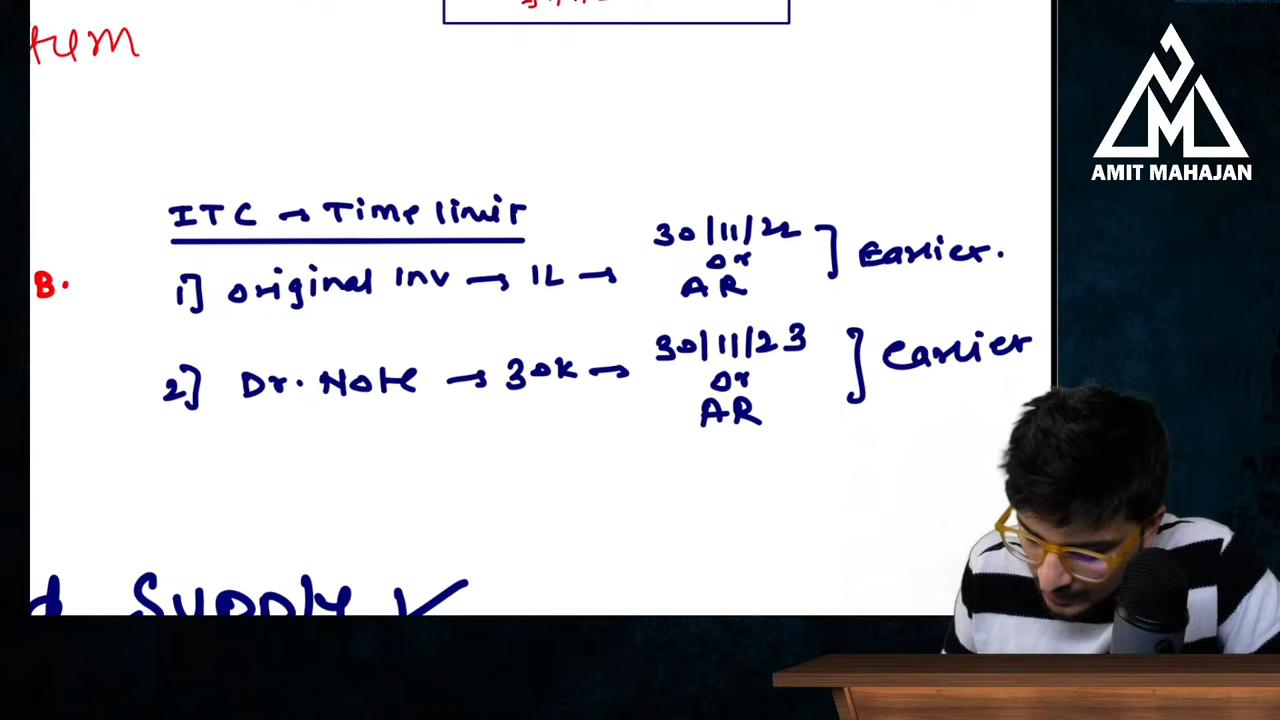 AMIT MAHAJAN
ITC → Time limit
30/11/22
or
AR
] Earlier.
B.
1] original Inv → 1L →
30/11/23
or
AR
] earlier
2] Dr. Note → 30k →
Supply ✓